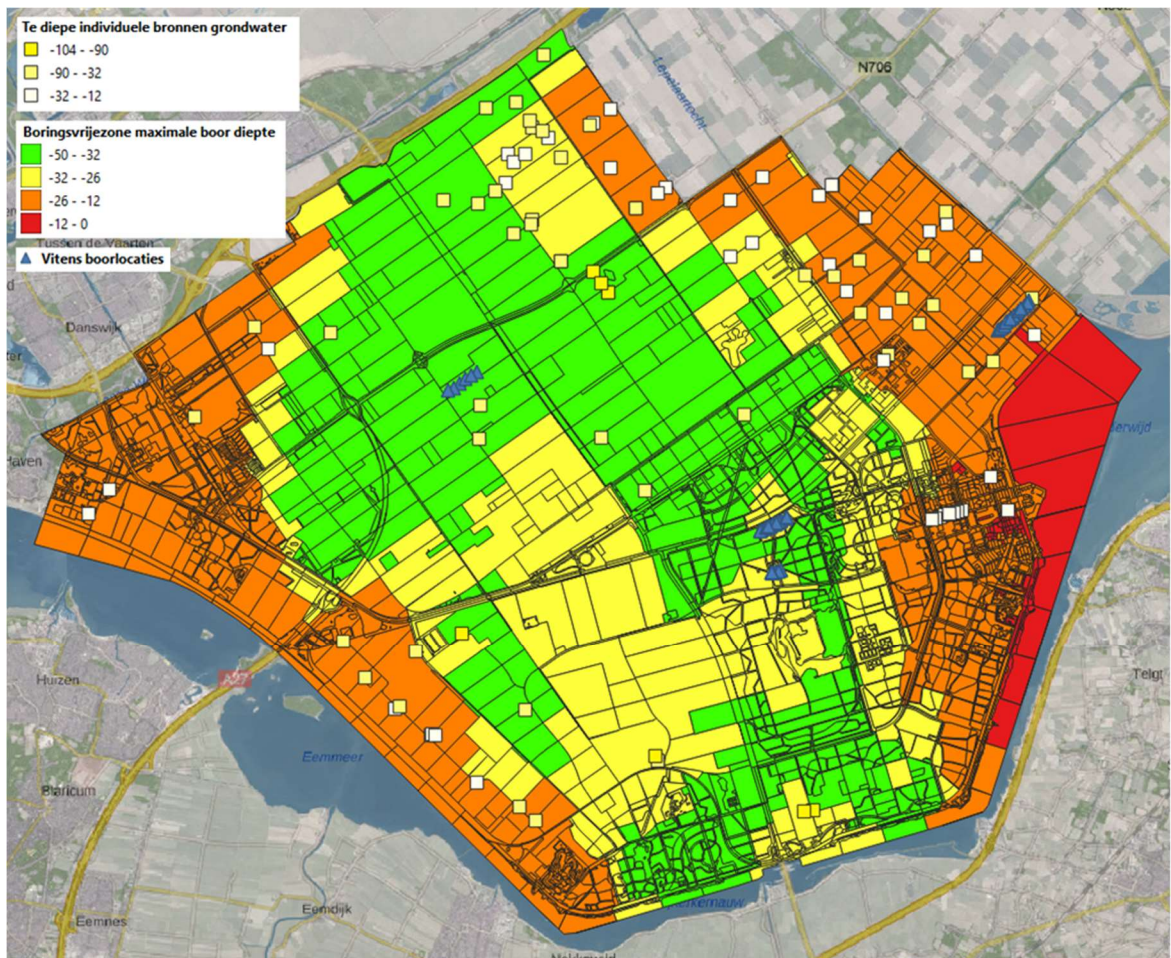 Te diepe individuele bronnen grondwater
-104 - -90
-90 - -32
-32 - -12
Boringsvrijezone maximale boor diepte
-50 - -32
-32 - -26
-26 - -12
-12 - 0
Vitens boorlocaties
N706
Tussen de Vaarten
Danswijk
Haven
Huizen
A27
Telgt
Eemmeer
Blaricum
Eemdijk
Eemnes